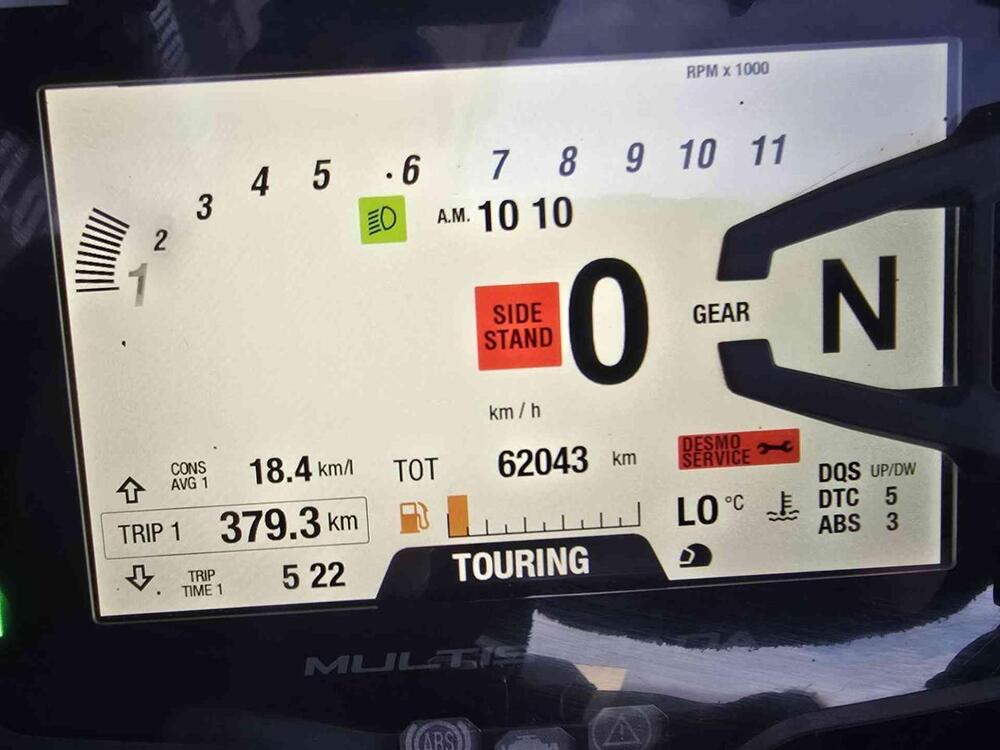 RPM x 1000
1 2 3 4 5 6 7 8 9 10 11
A.M. 10 10
SIDE
STAND
0
km / h
GEAR
N
CONS
AVG 1
18.4 km/l
TRIP 1 379.3 km
TRIP
TIME 1
5 22
TOT 62043 km
DESMO
SERVICE
LO °C
DQS UP/DW
DTC 5
ABS 3
TOURING
ABS